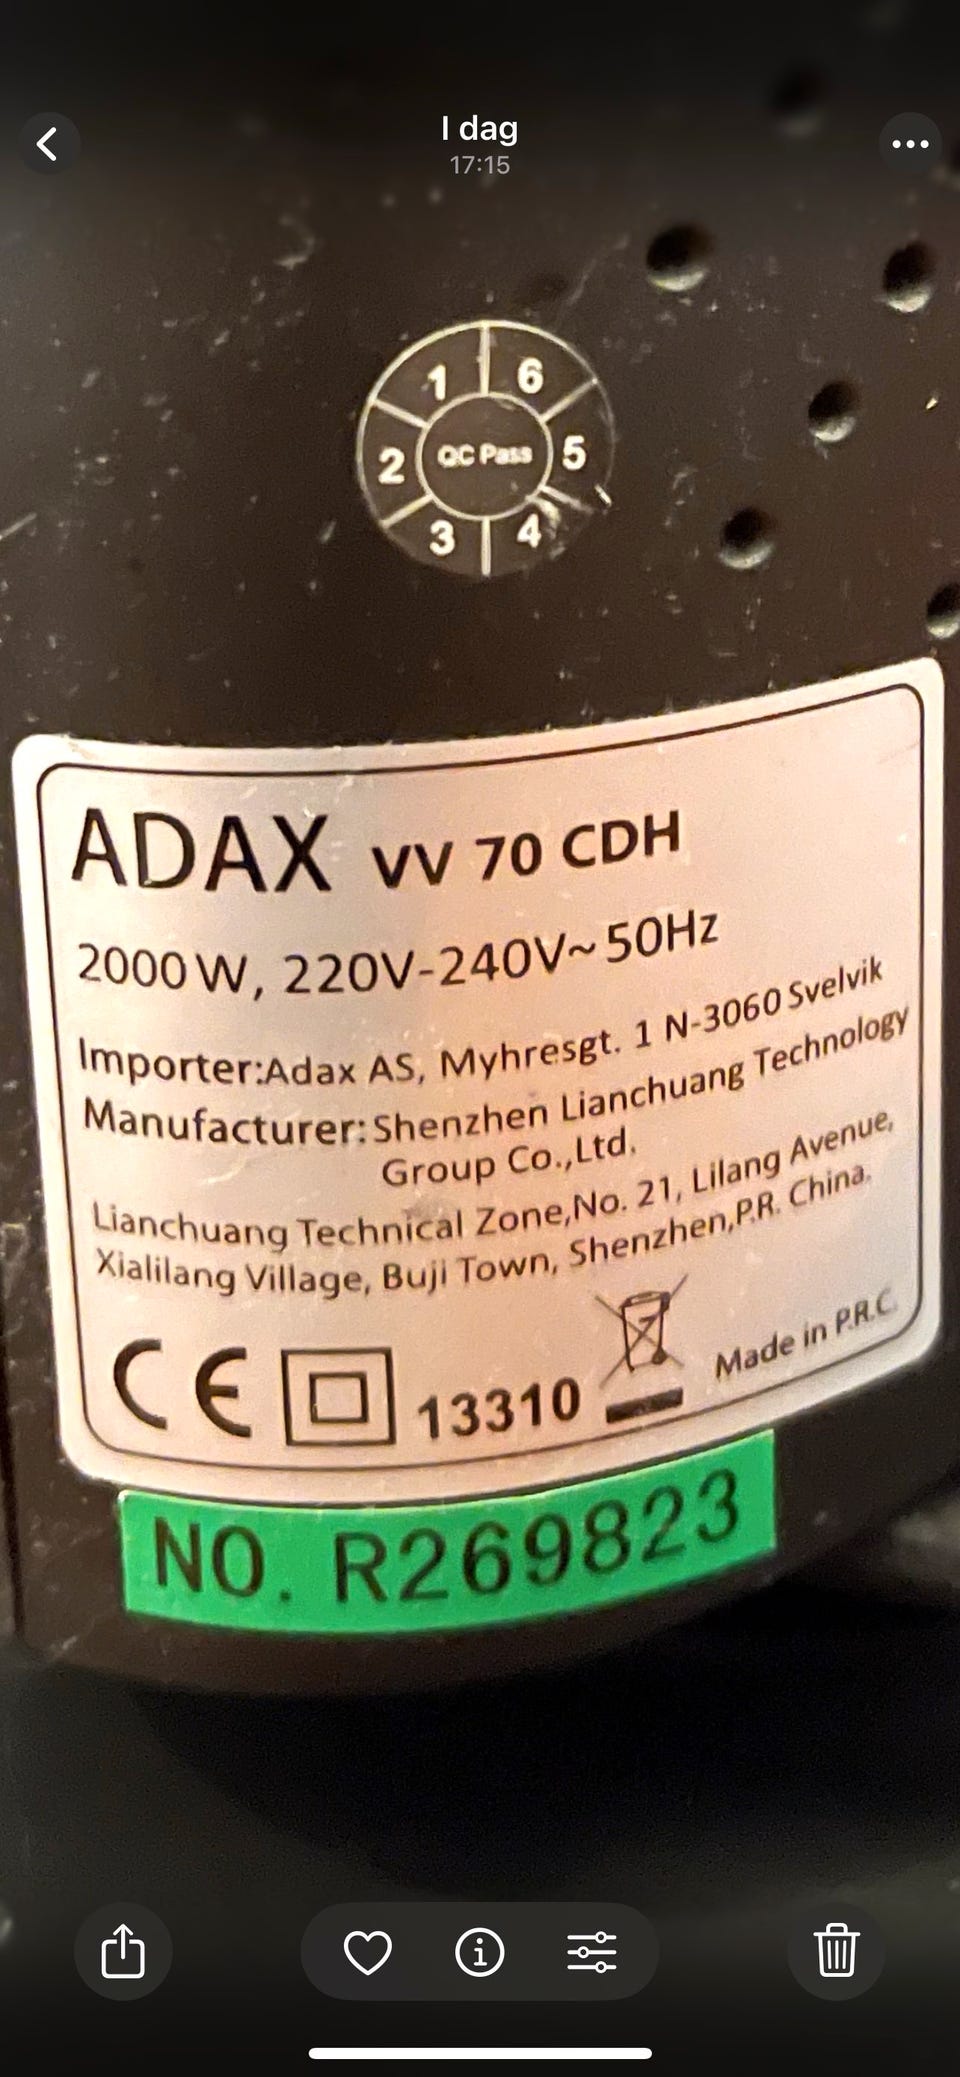 I dag
17:15
1 6
2 QC Pass 5
3 4
ADAX VV 70 CDH
2000W, 220V-240V~50Hz
Importer:Adax AS, Myhresgt. 1 N-3060 Svelvik
Manufacturer:Shenzhen Lianchuang Technology
Group Co.,Ltd.
Lianchuang Technical Zone,No. 21, Lilang Avenue,
Xialilang Village, Buji Town, Shenzhen,P.R. China.
CE 13310 Made in P.R.C.
NO. R269823